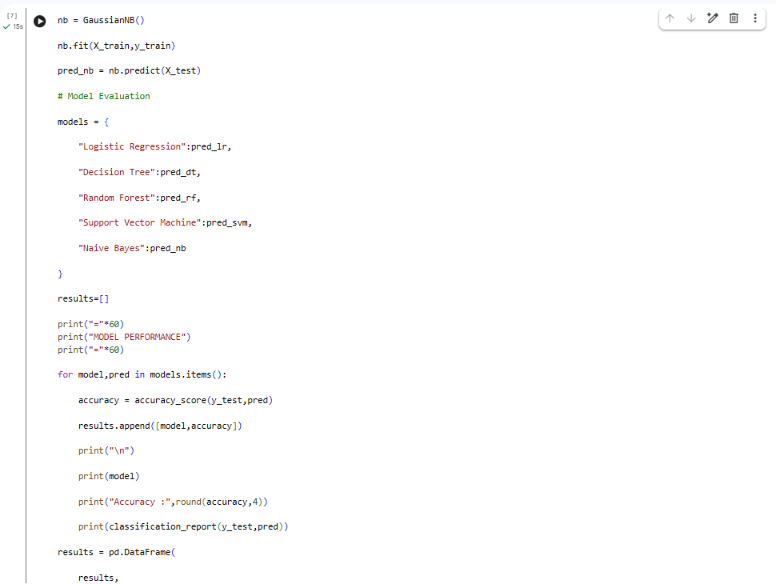 [7]
15s
nb = GaussianNB()
nb.fit(X_train,y_train)
pred_nb = nb.predict(X_test)
# Model Evaluation
models = {
"Logistic Regression":pred_lr,
"Decision Tree":pred_dt,
"Random Forest":pred_rf,
"Support Vector Machine":pred_svm,
"Naive Bayes":pred_nb
}
results=[]
print("="*60)
print("MODEL PERFORMANCE")
print("="*60)
for model,pred in models.items():
accuracy = accuracy_score(y_test,pred)
results.append([model,accuracy])
print("\n")
print(model)
print("Accuracy :",round(accuracy,4))
print(classification_report(y_test,pred))
results = pd.DataFrame(
results,